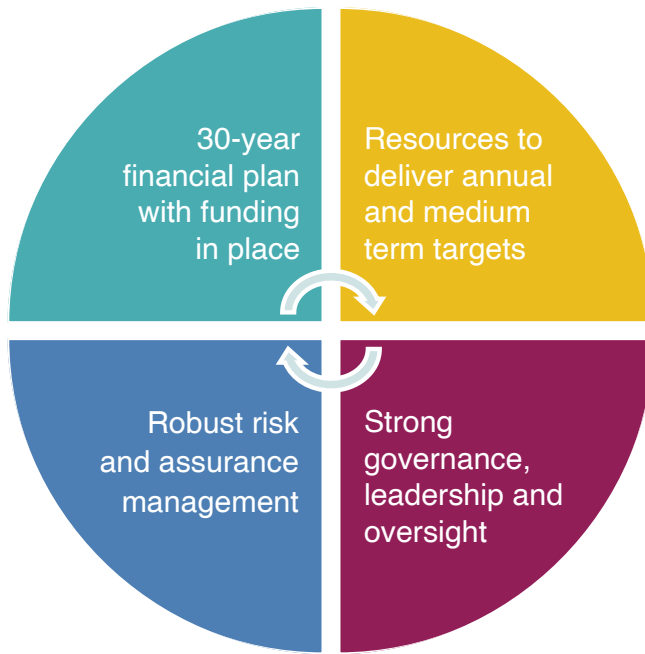 30-year
financial plan
with funding
in place
Resources to
deliver annual
and medium
term targets
Robust risk
and assurance
management
Strong
governance,
leadership and
oversight